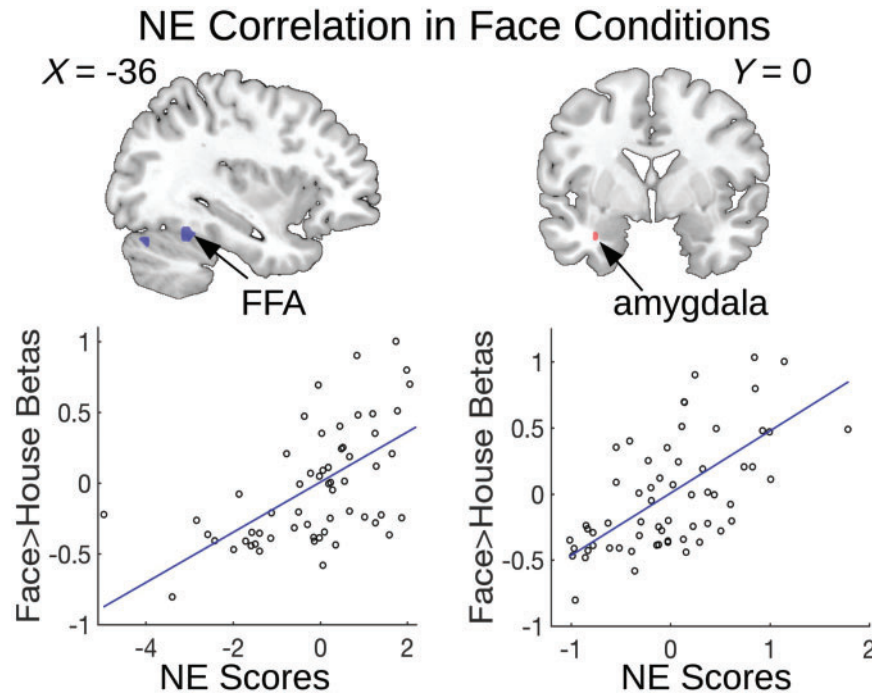 NE Correlation in Face Conditions
X = -36
Y = 0
FFA
amygdala
Face>House Betas
1
0.5
0
-0.5
-1
-4
-2
0
2
NE Scores
Face>House Betas
1
0.5
0
-0.5
-1
-1
0
1
2
NE Scores